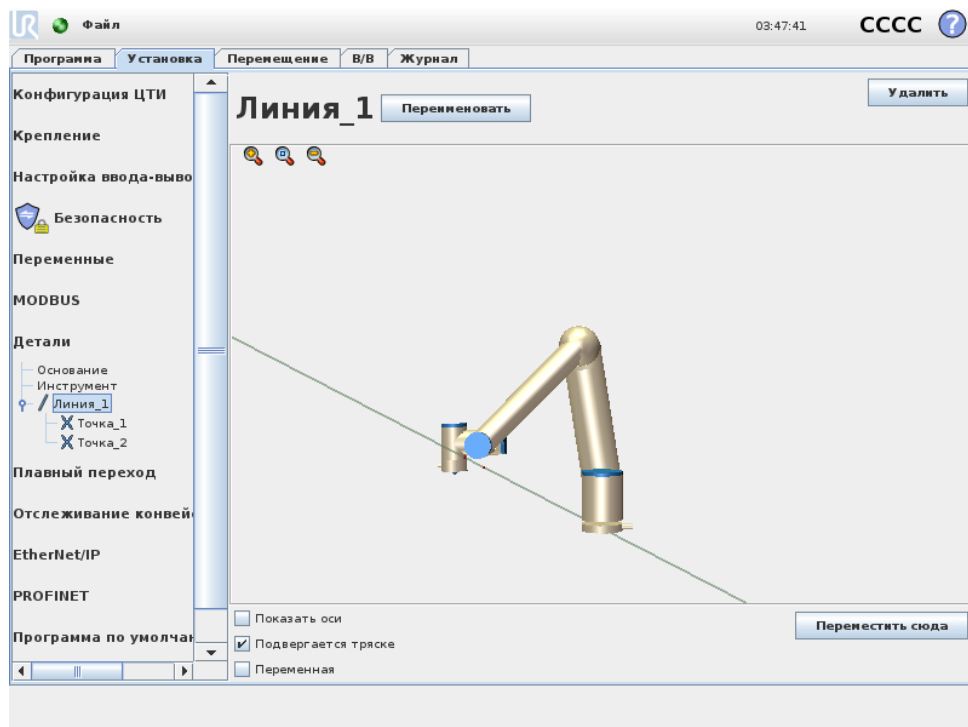 UR Файл 03:47:41 CCCC ?
Программа Установка Перемещение В/В Журнал
Конфигурация ЦТИ
Крепление
Настройка ввода-выво
Безопасность
Переменные
MODBUS
Детали
Основание
Инструмент
Линия_1
Точка_1
Точка_2
Плавный переход
Отслеживание конвей
EtherNet/IP
PROFINET
Программа по умолчан
Линия_1 Переименовать Удалить
Показать оси
Подвергается тряске
Переменная
Переместить сюда